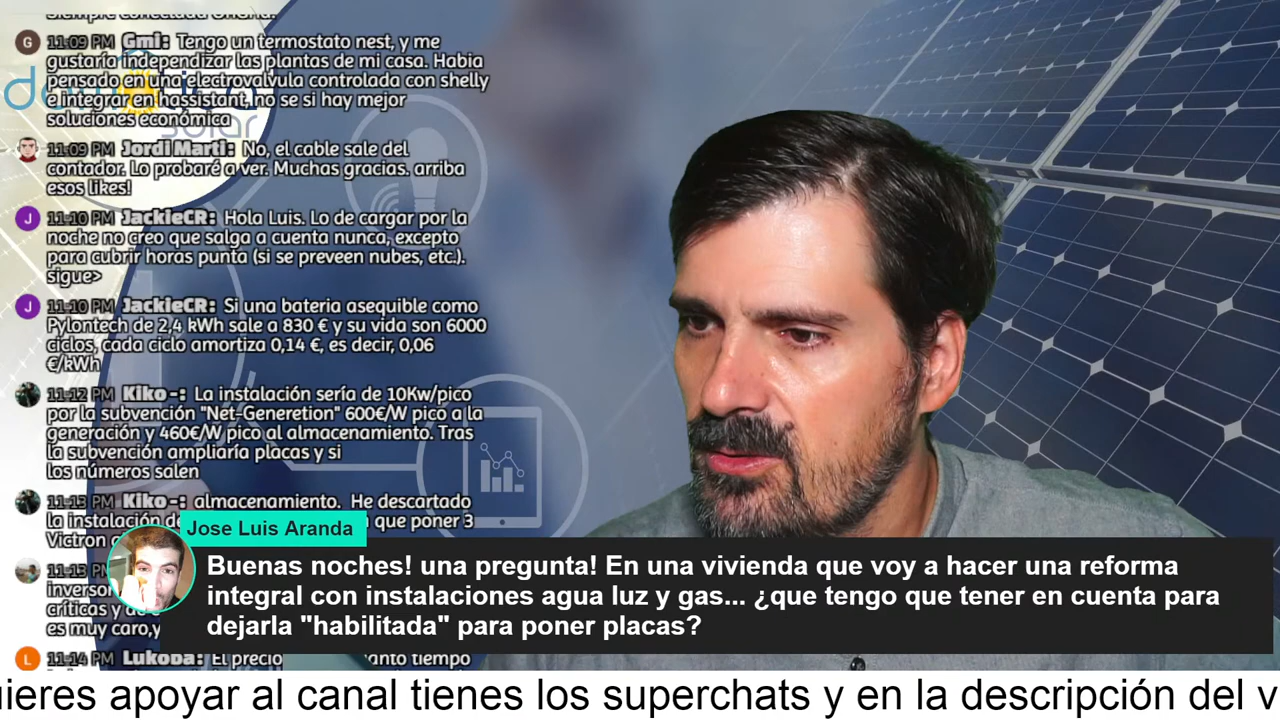 siempre conectada
G 11:09 PM Gmi: Tengo un termostato nest, y me
gustaría independizar las plantas de mi casa. Habia
pensado en una electrovalvula controlada con shelly
e integrar en hassistant, no se si hay mejor
soluciones económica
solar
11:09 PM Jordi Marti: No, el cable sale del
contador. Lo probaré a ver. Muchas gracias. arriba
esos likes!
J 11:10 PM JackieCR: Hola Luis. Lo de cargar por la
noche no creo que salga a cuenta nunca, excepto
para cubrir horas punta (si se preveen nubes, etc.).
sigue>
J 11:10 PM JackieCR: Si una bateria asequible como
Pylontech de 2,4 kWh sale a 830 € y su vida son 6000
ciclos, cada ciclo amortiza 0,14 €, es decir, 0,06
€/kWh
11:12 PM Kiko -: La instalación sería de 10Kw/pico
por la subvención "Net-Generetion" 600€/W pico a la
generación y 460€/W pico al almacenamiento. Tras
la subvención ampliaría placas y si
los números salen
11:13 PM Kiko -: almacenamiento. He descartado
la instalación que poner 3
Victron
11:13
críticas y
es muy caro,y
L 11:14 PM Lukoba: El precio tiempo
Jose Luis Aranda
Buenas noches! una pregunta! En una vivienda que voy a hacer una reforma
integral con instalaciones agua luz y gas... ¿que tengo que tener en cuenta para
dejarla "habilitada" para poner placas?
uieres apoyar al canal tienes los superchats y en la descripción del v